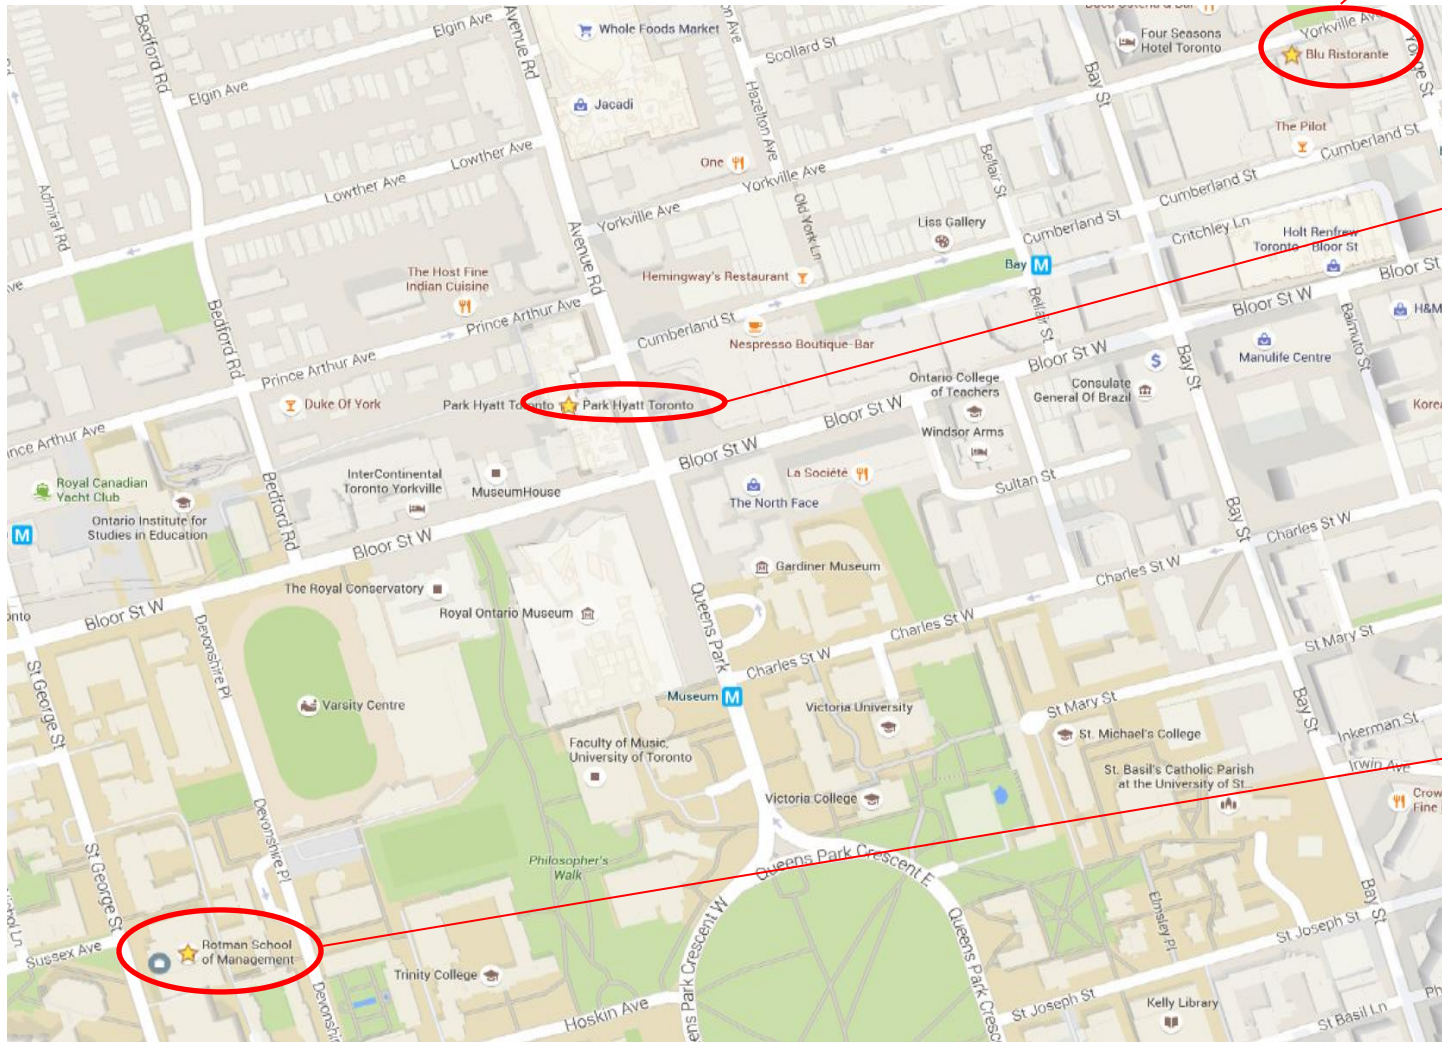 Elgin Ave
Bedford Rd
Avenue Rd
Whole Foods Market
Scollard St
Four Seasons
Hotel Toronto
Yorkville Ave
Blu Ristorante
Yonge St
Elgin Ave
Jacadi
Hazelton Ave
Bay St
The Pilot
Cumberland St
Lowther Ave
One
Yorkville Ave
Bellair St
Admiral Rd
Lowther Ave
Yorkville Ave
Old York Ln
Liss Gallery
Cumberland St
Cumberland St
Critchley Ln
Holt Renfrew
Toronto - Bloor St
Avenue Rd
The Host Fine
Indian Cuisine
Hemingway's Restaurant
Bay M
Bloor St
Bloor St W
Bedford Rd
Prince Arthur Ave
Cumberland St
Nespresso Boutique-Bar
Bellair St
Balmuto St
H&M
Manulife Centre
Bloor St W
Bay St
Prince Arthur Ave
Duke Of York
Park Hyatt Toronto
Park Hyatt Toronto
Ontario College
of Teachers
Consulate
General Of Brazil
$
Bloor St W
Windsor Arms
Bloor St W
Royal Canadian
Yacht Club
InterContinental
Toronto Yorkville
MuseumHouse
La Société
The North Face
Sultan St
Ontario Institute for
Studies in Education
Bedford Rd
M
Bloor St W
Bay St
Charles St W
Charles St W
Gardiner Museum
The Royal Conservatory
Royal Ontario Museum
Queens Park
Charles St W
Bloor St W
Devonshire Pl
St Mary St
Charles St W
St George St
Museum M
Varsity Centre
Victoria University
St Mary St
Bay St
St. Michael's College
Inkerman St
Faculty of Music,
University of Toronto
St. Basil's Catholic Parish
at the University of St...
Irwin Ave
Victoria College
Devonshire Pl
Philosopher's
Walk
Queens Park Crescent E
St George St
Bay St
Elmsley Pl
Sussex Ave
Rotman School
of Management
Queens Park Crescent W
St Joseph St
Trinity College
Hoskin Ave
St Joseph St
Kelly Library
St Basil Ln